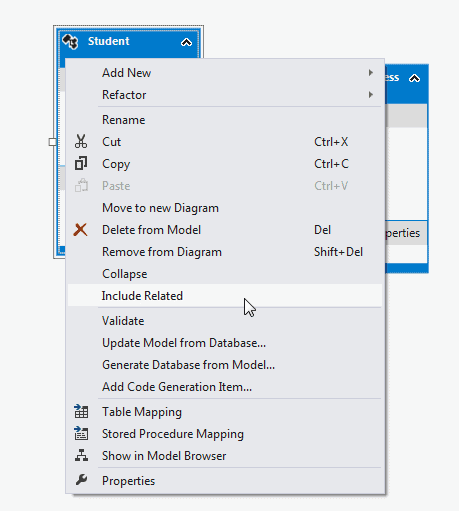 Student
ess
Add New
Refactor
Rename
Cut Ctrl+X
Copy Ctrl+C
Paste Ctrl+V
Move to new Diagram
Delete from Model Del
perties
Remove from Diagram Shift+Del
Collapse
Include Related
Validate
Update Model from Database...
Generate Database from Model...
Add Code Generation Item...
Table Mapping
Stored Procedure Mapping
Show in Model Browser
Properties